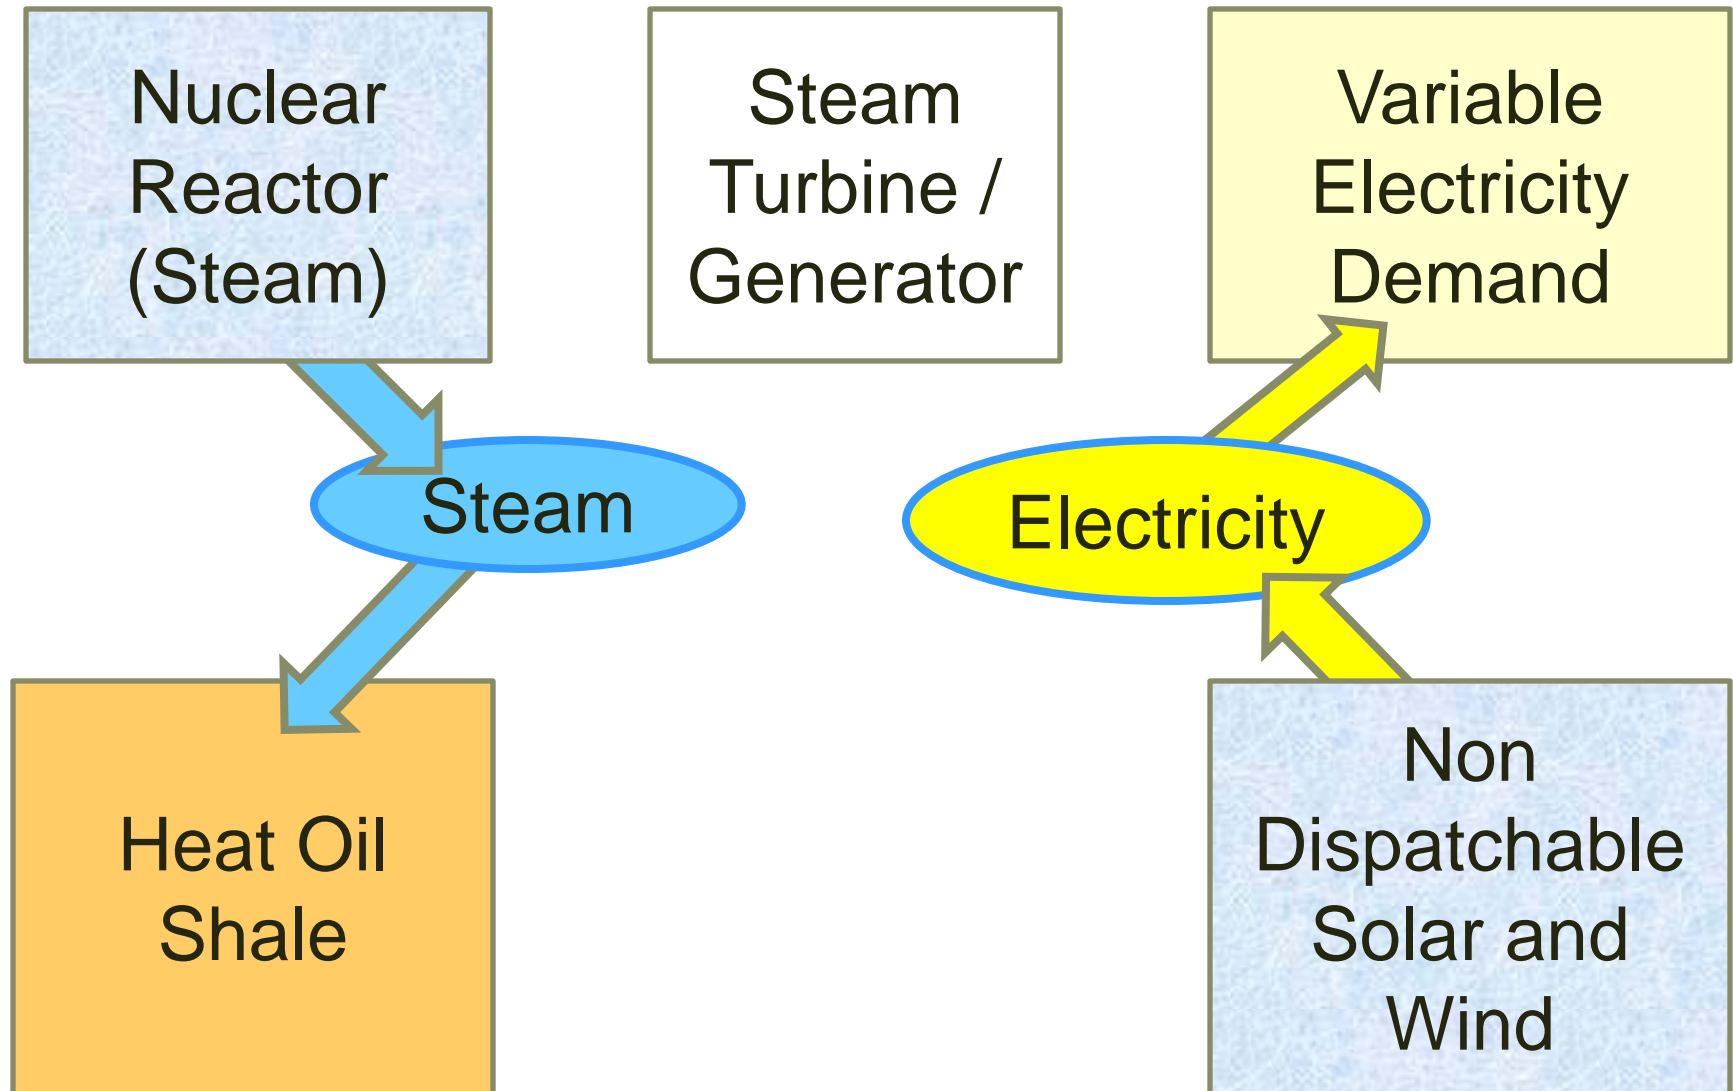 Nuclear
Reactor
(Steam)
Steam
Turbine /
Generator
Variable
Electricity
Demand
Steam
Electricity
Heat Oil
Shale
Non
Dispatchable
Solar and
Wind